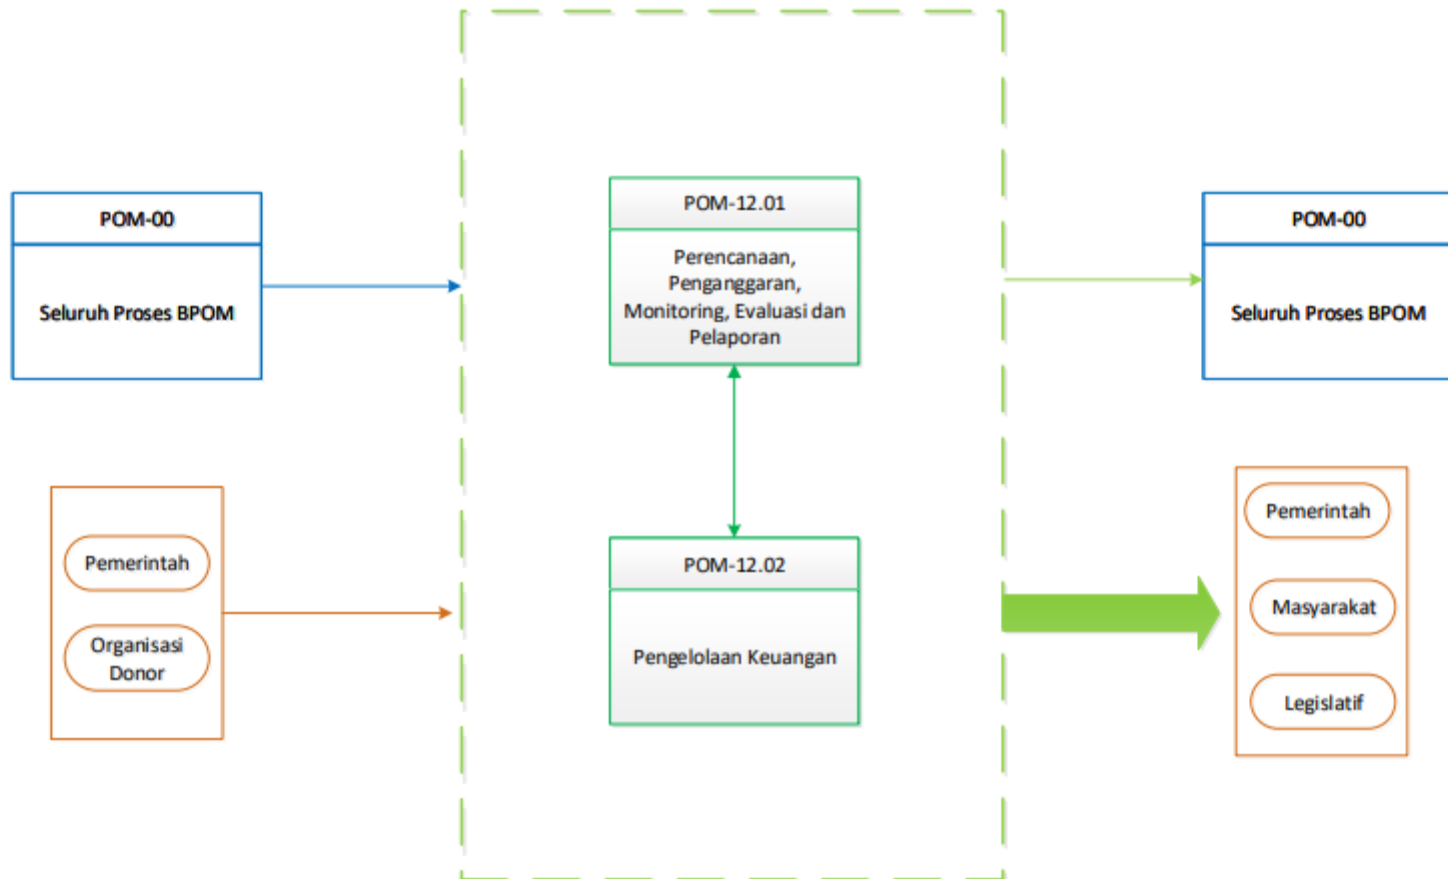 POM-00
Seluruh Proses BPOM
Pemerintah
Organisasi
Donor
POM-12.01
Perencanaan,
Penganggaran,
Monitoring, Evaluasi dan
Pelaporan
POM-12.02
Pengelolaan Keuangan
POM-00
Seluruh Proses BPOM
Pemerintah
Masyarakat
Legislatif